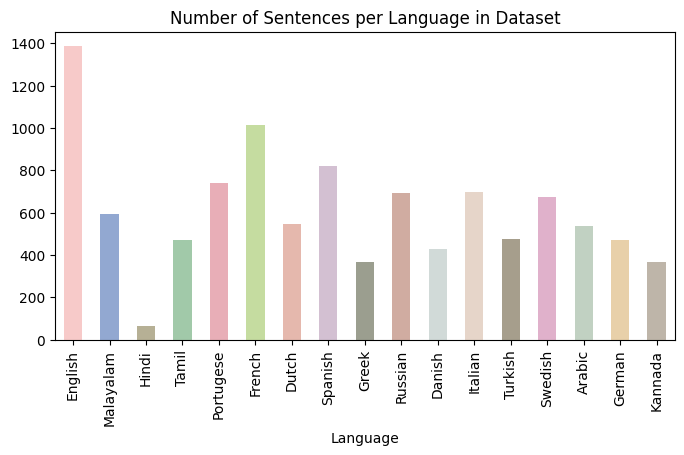 Number of Sentences per Language in Dataset
1400
1200
1000
800
600
400
200
0
English
Malayalam
Hindi
Tamil
Portugese
French
Dutch
Spanish
Greek
Russian
Danish
Italian
Turkish
Swedish
Arabic
German
Kannada
Language